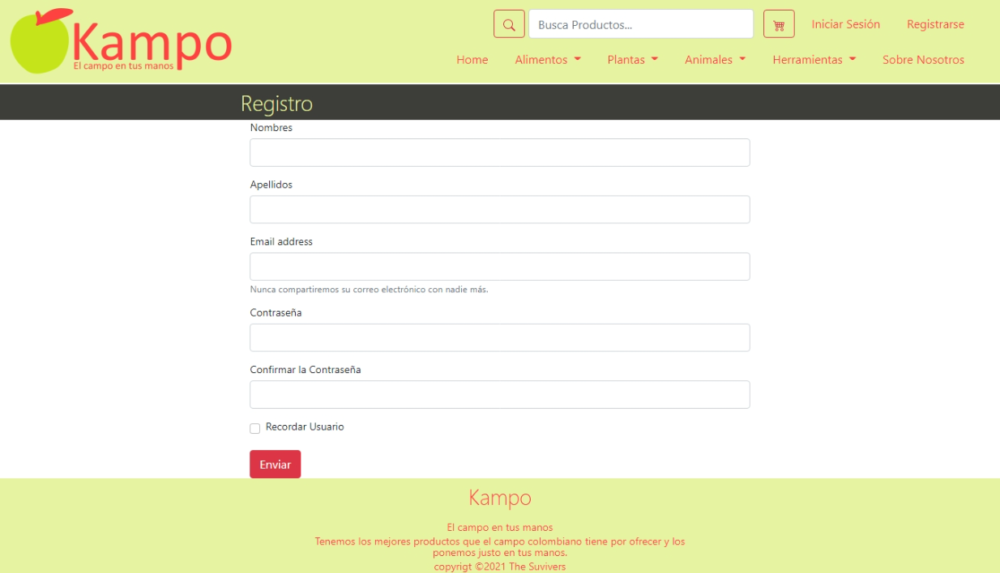 Kampo
El campo en tus manos
Busca Productos...
Iniciar Sesión
Registrarse
Home
Alimentos
Plantas
Animales
Herramientas
Sobre Nosotros
Registro
Nombres
Apellidos
Email address
Nunca compartiremos su correo electrónico con nadie más.
Contraseña
Confirmar la Contraseña
Recordar Usuario
Enviar
Kampo
El campo en tus manos
Tenemos los mejores productos que el campo colombiano tiene por ofrecer y los
ponemos justo en tus manos.
copyrigt ©2021 The Suvivers